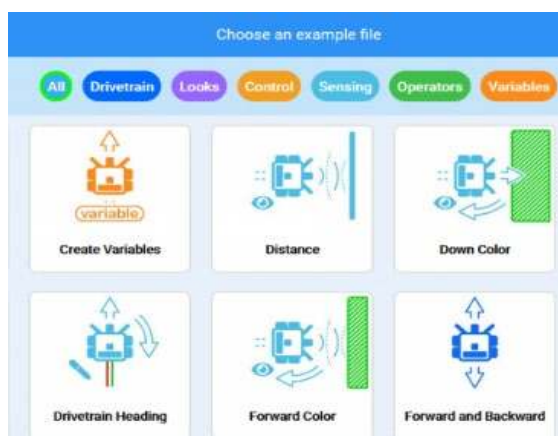 Choose an example file
All Drivetrain Looks Control Sensing Operators Variables
(variable)
Create Variables Distance Down Color
Drivetrain Heading Forward Color Forward and Backward